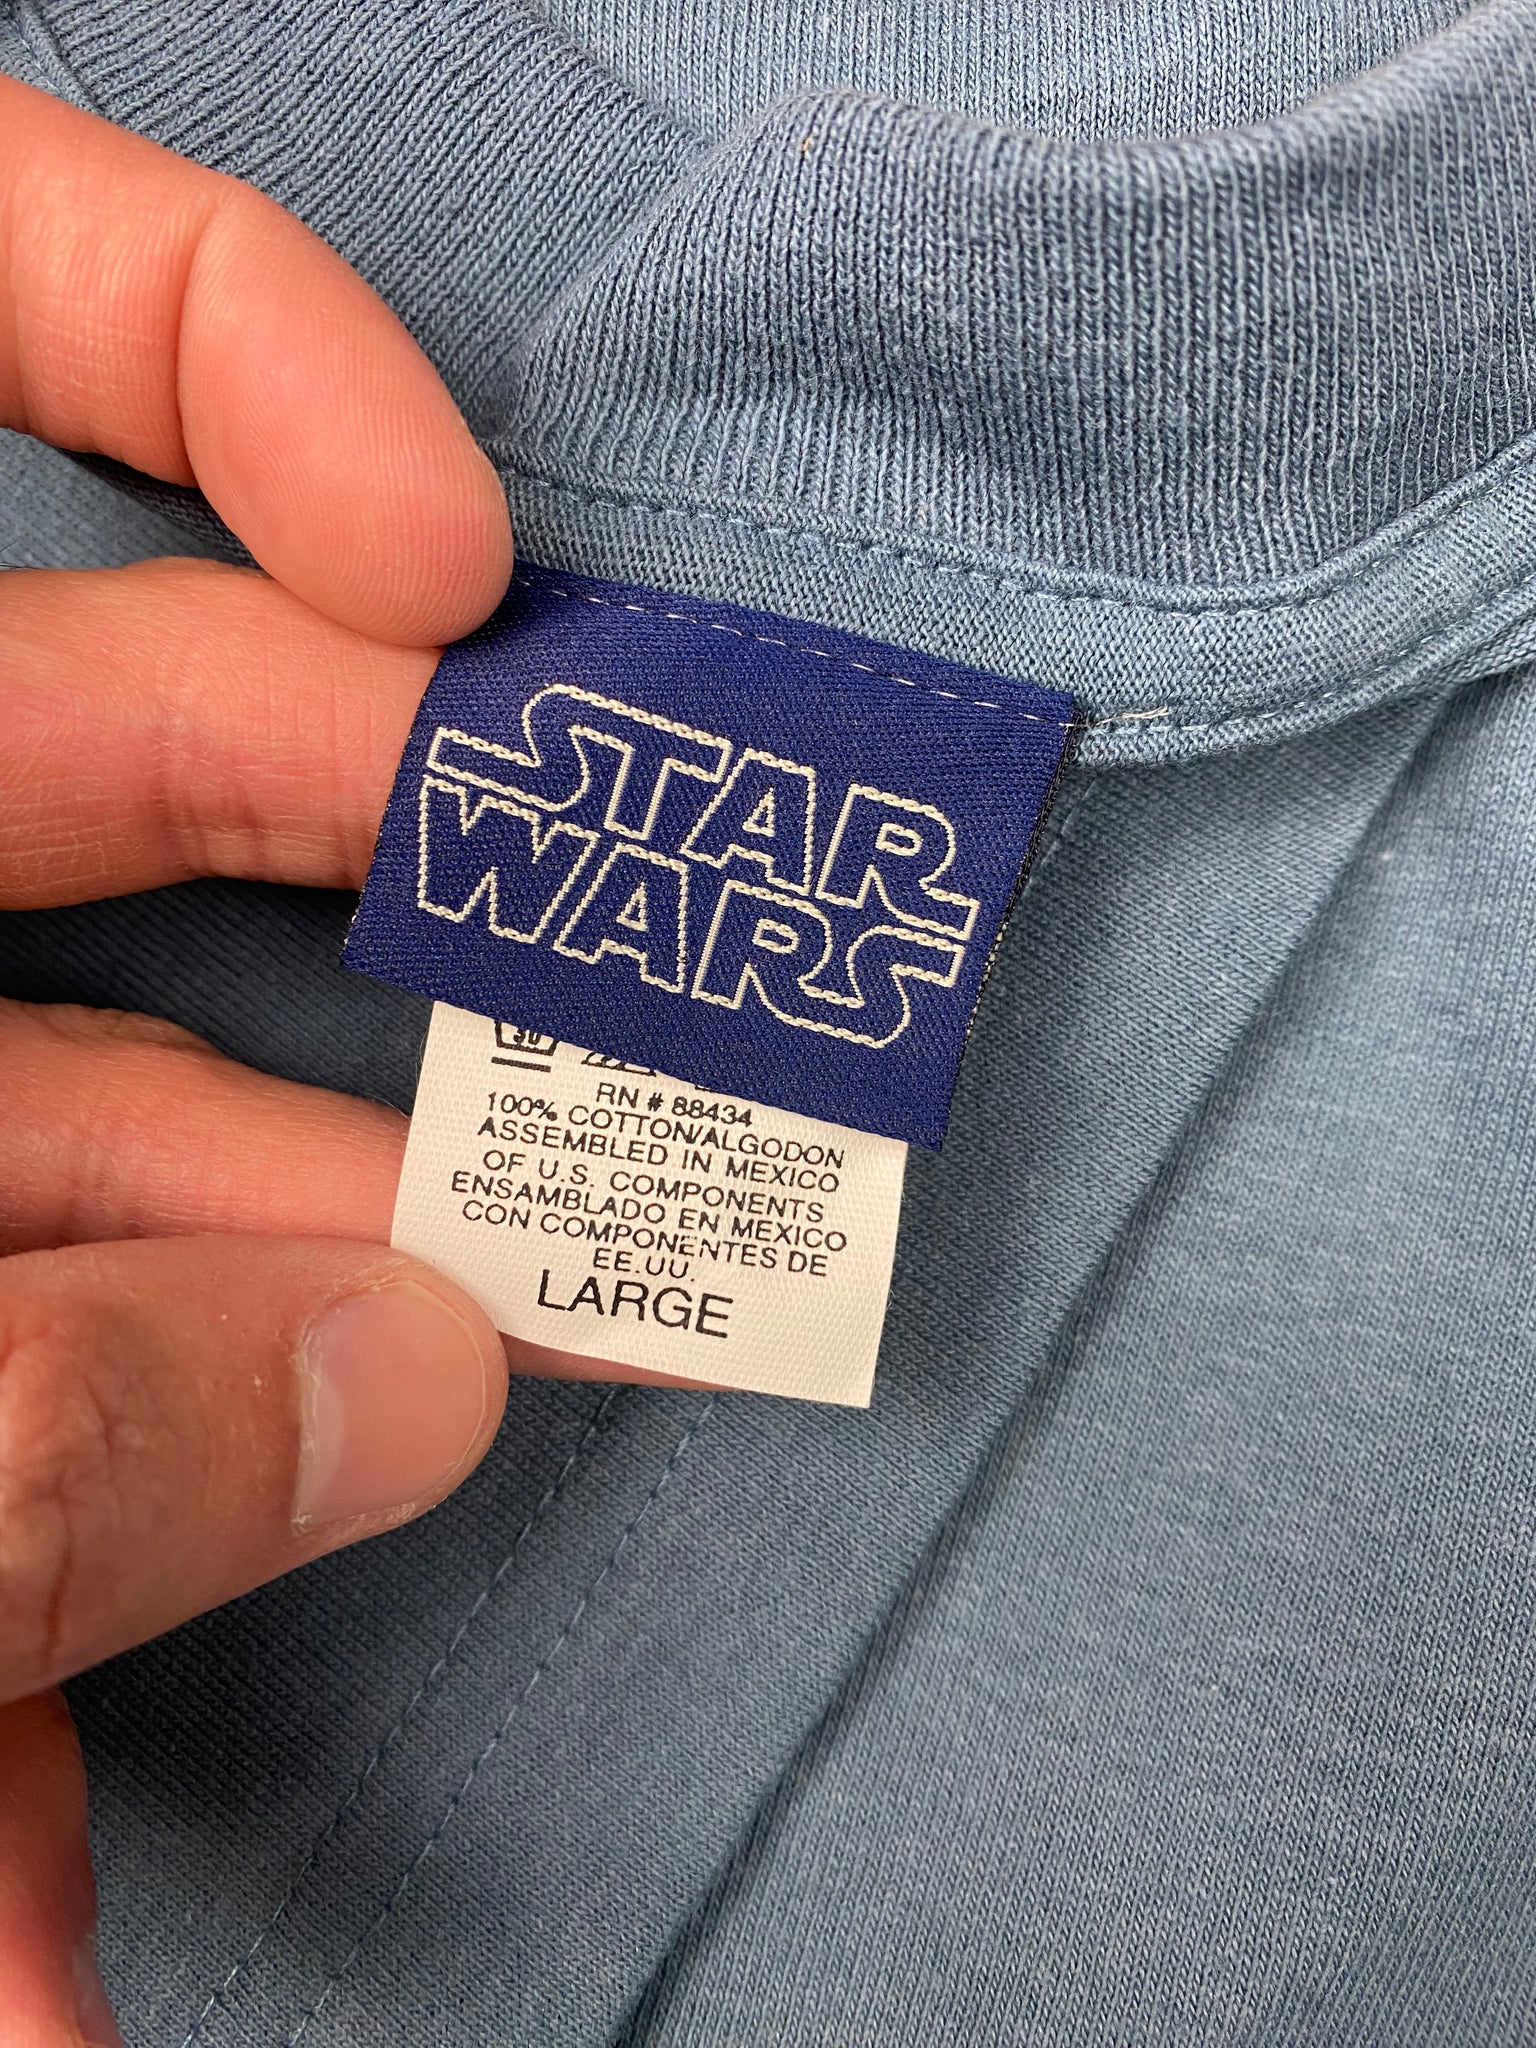 STAR
WARS
30
RN # 88434
100% COTTON/ALGODON
ASSEMBLED IN MEXICO
OF U.S. COMPONENTS
ENSAMBLADO EN MEXICO
CON COMPONENTES DE
EE.UU.
LARGE